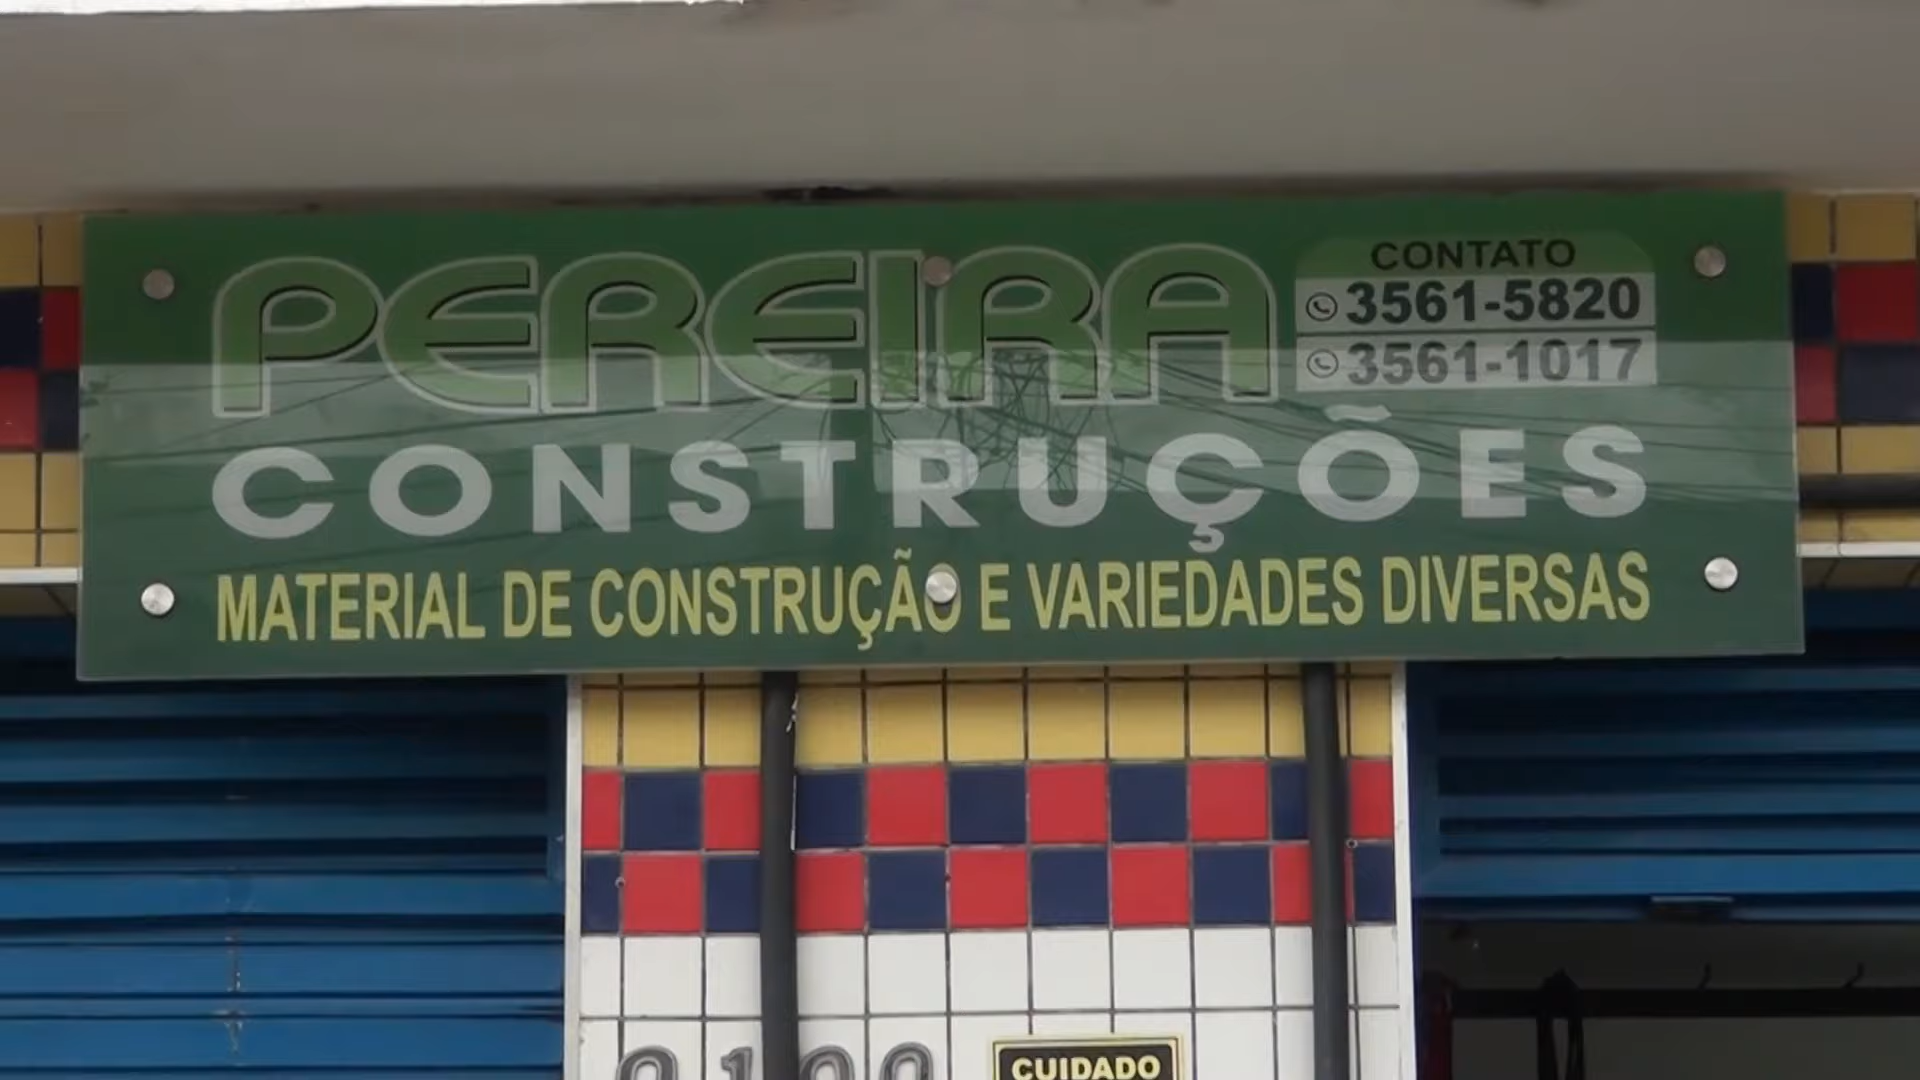 PEREIRA
CONTATO
3561-5820
3561-1017
CONSTRUÇÕES
MATERIAL DE CONSTRUÇÃO E VARIEDADES DIVERSAS
CUIDADO